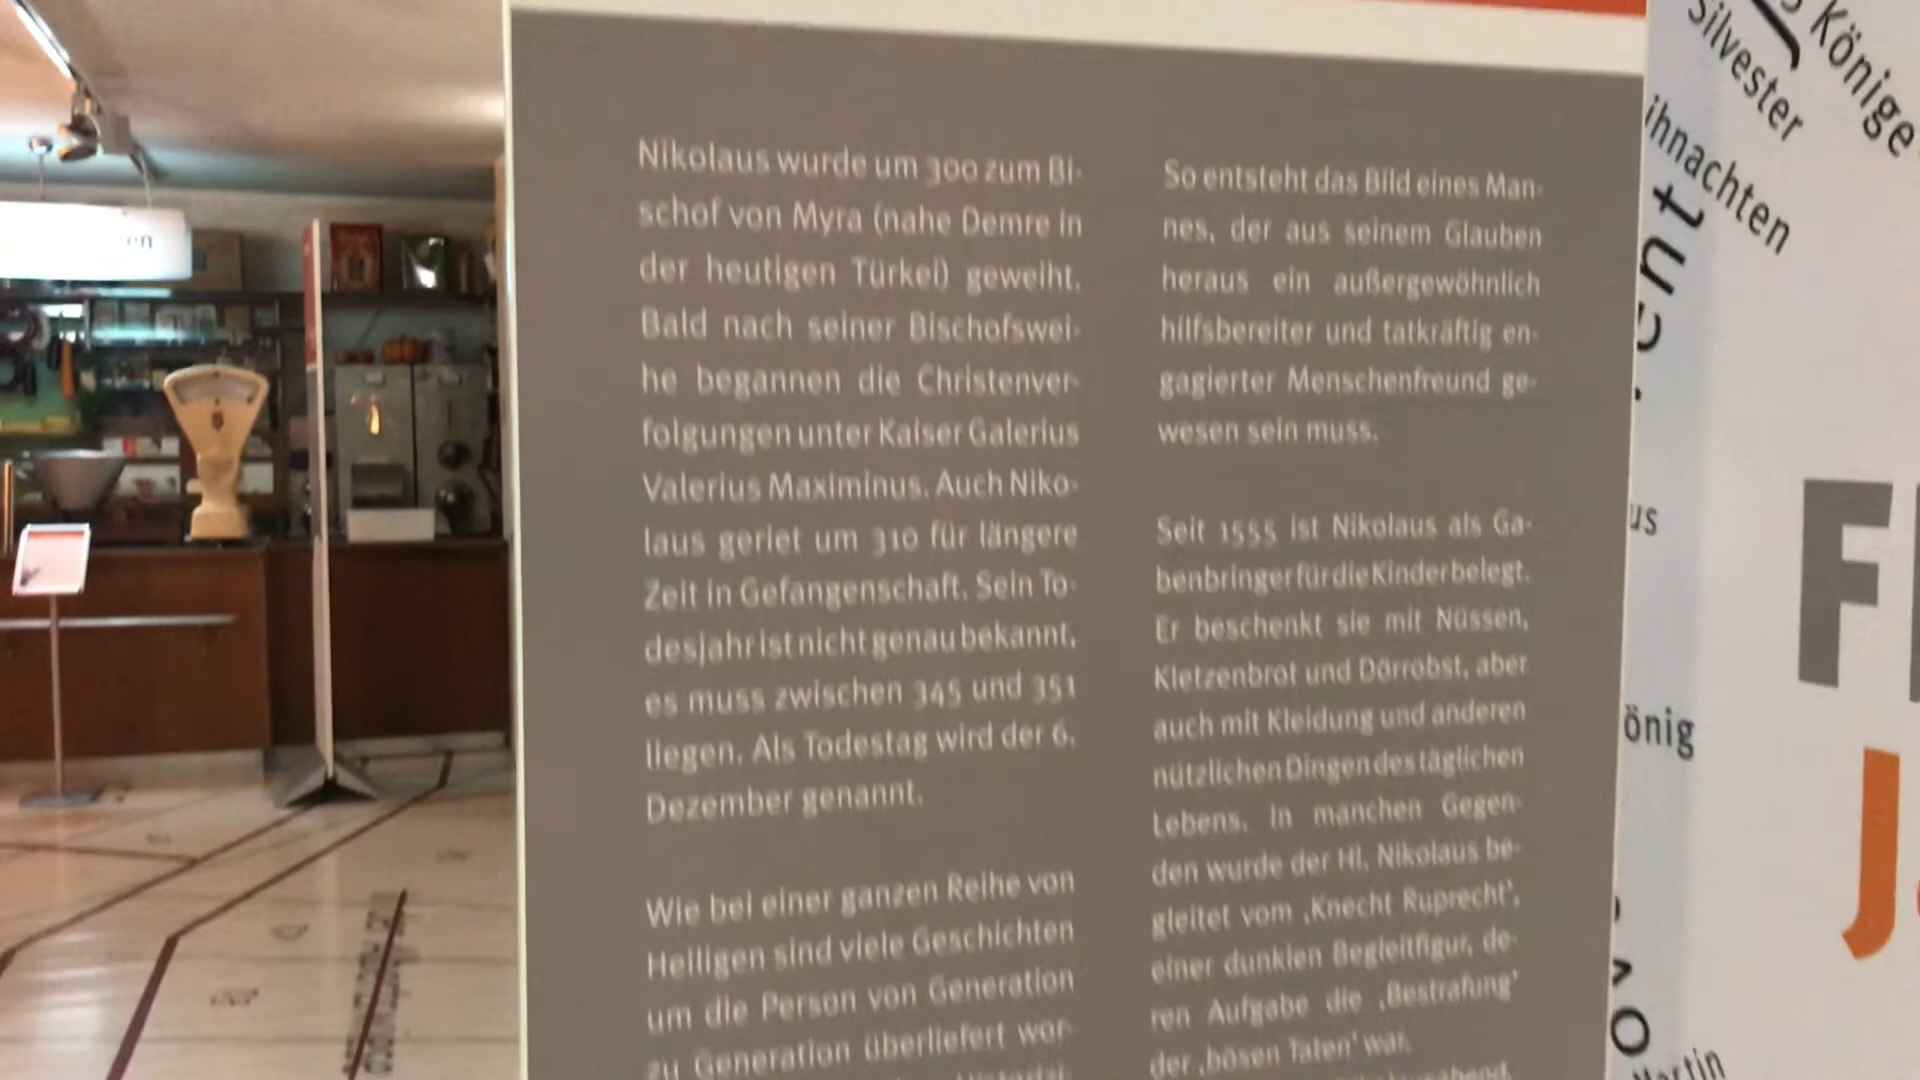 Nikolaus wurde um 300 zum Bi-
schof von Myra (nahe Demre in
der heutigen Türkei) geweiht.
Bald nach seiner Bischofswei-
he begannen die Christenver-
folgungen unter Kaiser Galerius
Valerius Maximinus. Auch Niko-
laus geriet um 310 für längere
Zeit in Gefangenschaft. Sein To-
desjahr ist nicht genau bekannt,
es muss zwischen 345 und 351
liegen. Als Todestag wird der 6.
Dezember genannt.
Wie bei einer ganzen Reihe von
Heiligen sind viele Geschichten
um die Person von Generation
zu Generation überliefert wor-
So entsteht das Bild eines Man-
nes, der aus seinem Glauben
heraus ein außergewöhnlich
hilfsbereiter und tatkräftig en-
gagierter Menschenfreund ge-
wesen sein muss.
Seit 1555 ist Nikolaus als Ga-
benbringer für die Kinder belegt.
Er beschenkt sie mit Nüssen,
Kletzenbrot und Dörrobst, aber
auch mit Kleidung und anderen
nützlichen Dingen des täglichen
Lebens. In manchen Gegen-
den wurde der Hl. Nikolaus be-
gleitet vom ‚Knecht Ruprecht‘,
einer dunklen Begleitfigur, de-
ren Aufgabe die ‚Bestrafung‘
der ‚bösen Taten‘ war.
Könige
Silvester
ihnachten
ent
us
önig
F
J
vo
Martin